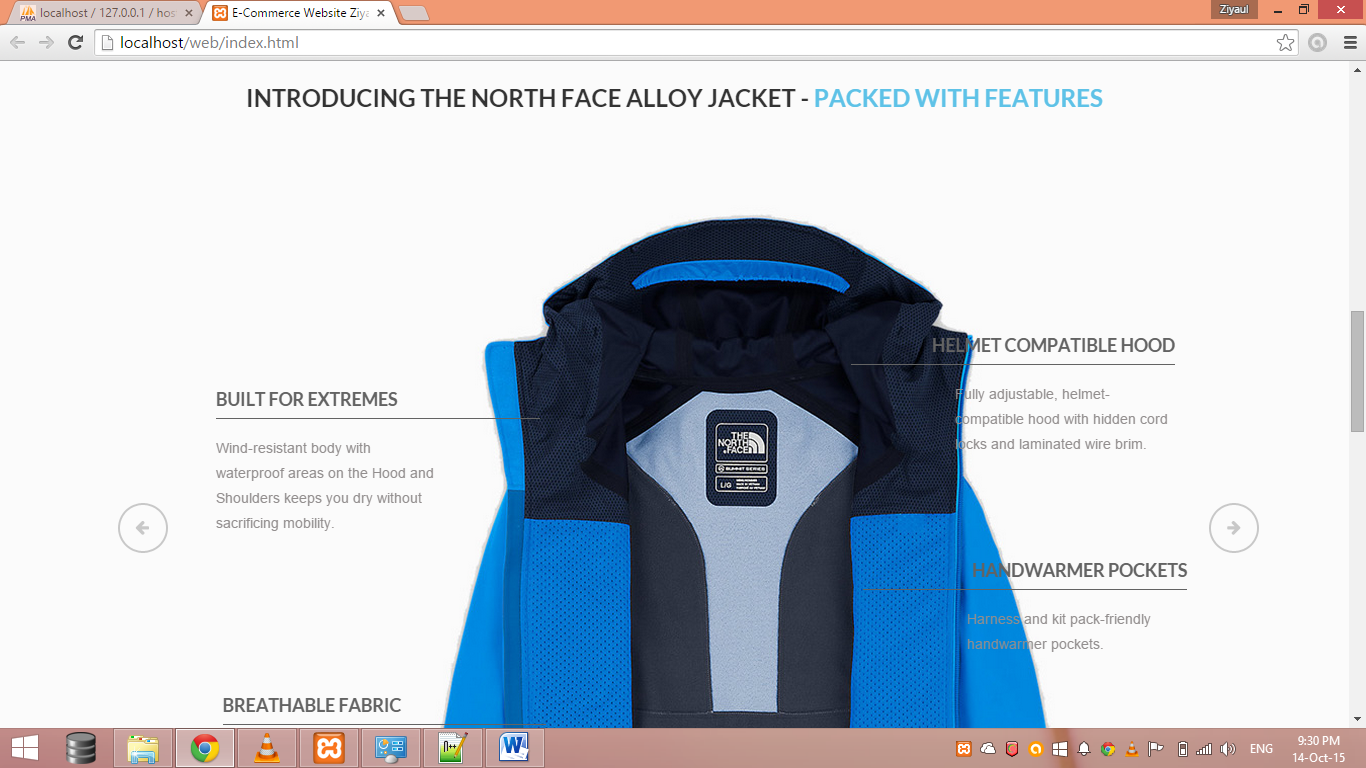 localhost / 127.0.0.1 / hos
E-Commerce Website Ziya
Ziyaul
localhost/web/index.html
INTRODUCING THE NORTH FACE ALLOY JACKET - PACKED WITH FEATURES
HELMET COMPATIBLE HOOD
Fully adjustable, helmet-
compatible hood with hidden cord
locks and laminated wire brim.
BUILT FOR EXTREMES
Wind-resistant body with
waterproof areas on the Hood and
Shoulders keeps you dry without
sacrificing mobility.
THE
NORTH
FACE
SUMMIT SERIES
L/G
HANDWARMER POCKETS
Harness and kit pack-friendly
handwarmer pockets.
BREATHABLE FABRIC
ENG
9:30 PM
14-Oct-15